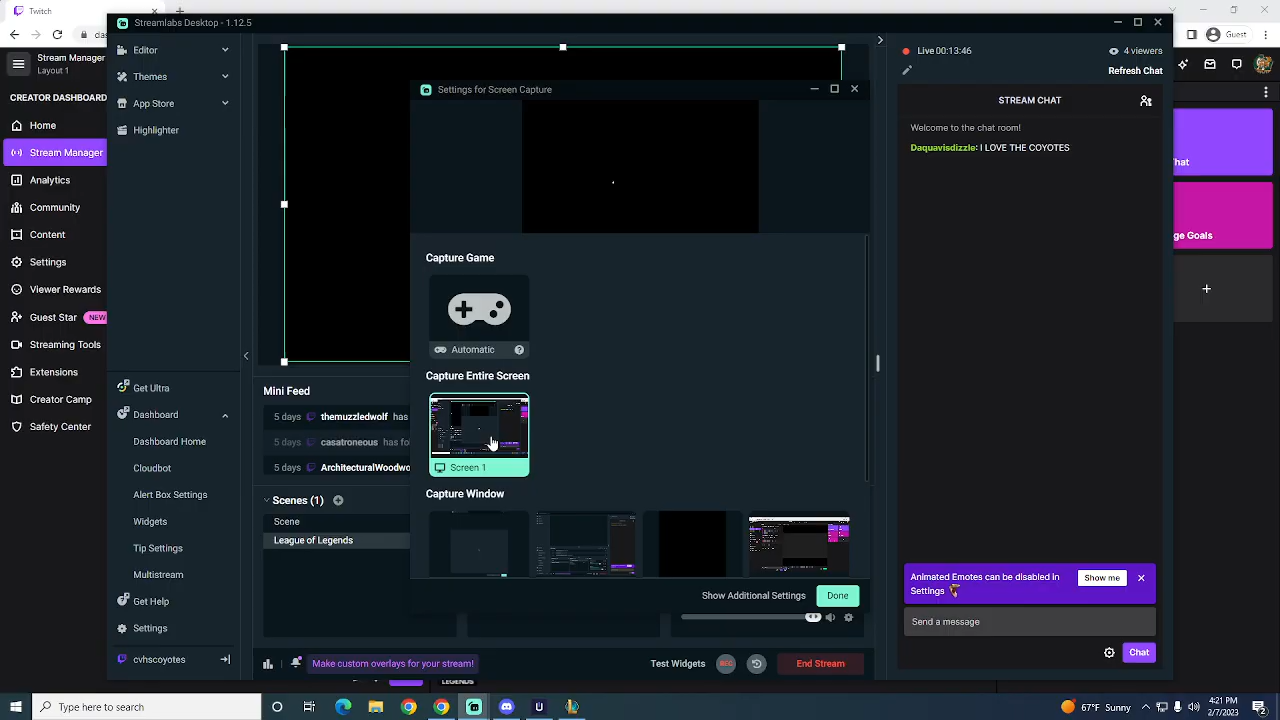 Twitch
Streamlabs Desktop - 1.12.5
Guest
Stream Manager
Layout 1
CREATOR DASHBOARD
Home
Stream Manager
Analytics
Community
Content
Settings
Viewer Rewards
Guest Star NEW
Streaming Tools
Extensions
Creator Camp
Safety Center
Editor
Themes
App Store
Highlighter
Get Ultra
Dashboard
Dashboard Home
Cloudbot
Alert Box Settings
Widgets
Tip Settings
Multistream
Get Help
Settings
cvhscoyotes
Mini Feed
5 days themuzzledwolf has
5 days casatroneous has fo
5 days ArchitecturalWoodwo
Scenes (1)
Scene
League of Legends
Make custom overlays for your stream!
Settings for Screen Capture
Capture Game
Automatic
Capture Entire Screen
Screen 1
Capture Window
Show Additional Settings
Done
Test Widgets
REC
End Stream
Live 00:13:46
4 viewers
Refresh Chat
STREAM CHAT
Welcome to the chat room!
Daquavisdizzle: I LOVE THE COYOTES
Animated Emotes can be disabled in
Settings
Show me
Send a message
Chat
hat
ge Goals
LEGENDS
Type here to search
67°F Sunny
4:21 PM
2/7/2023